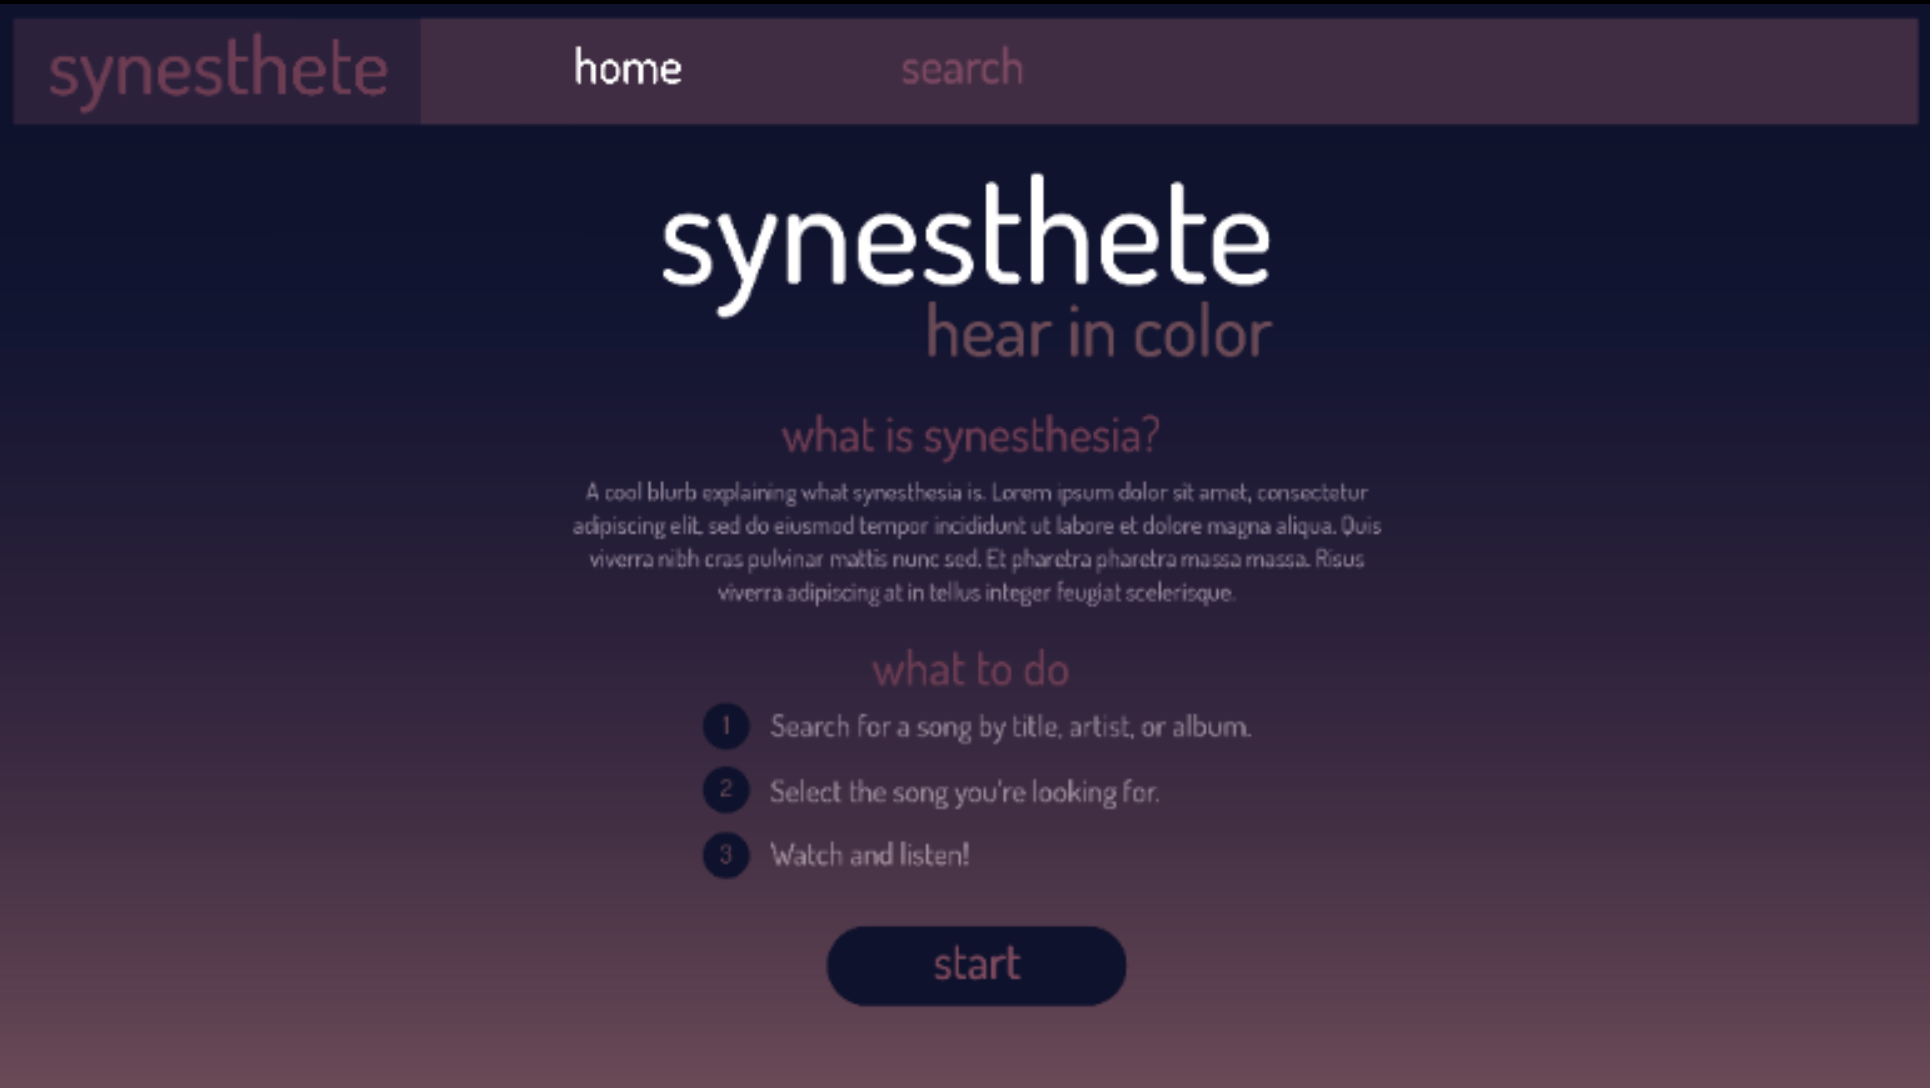 synesthete
home
search
synesthete
hear in color
what is synesthesia?
A cool blurb explaining what synesthesia is. Lorem ipsum dolor sit amet, consectetur
adipiscing elit, sed do eiusmod tempor incididunt ut labore et dolore magna aliqua. Quis
viverra nibh cras pulvinar mattis nunc sed. Et pharetra pharetra massa massa. Risus
viverra adipiscing at in tellus integer feugiat scelerisque.
what to do
1 Search for a song by title, artist, or album.
2 Select the song you're looking for.
3 Watch and listen!
start